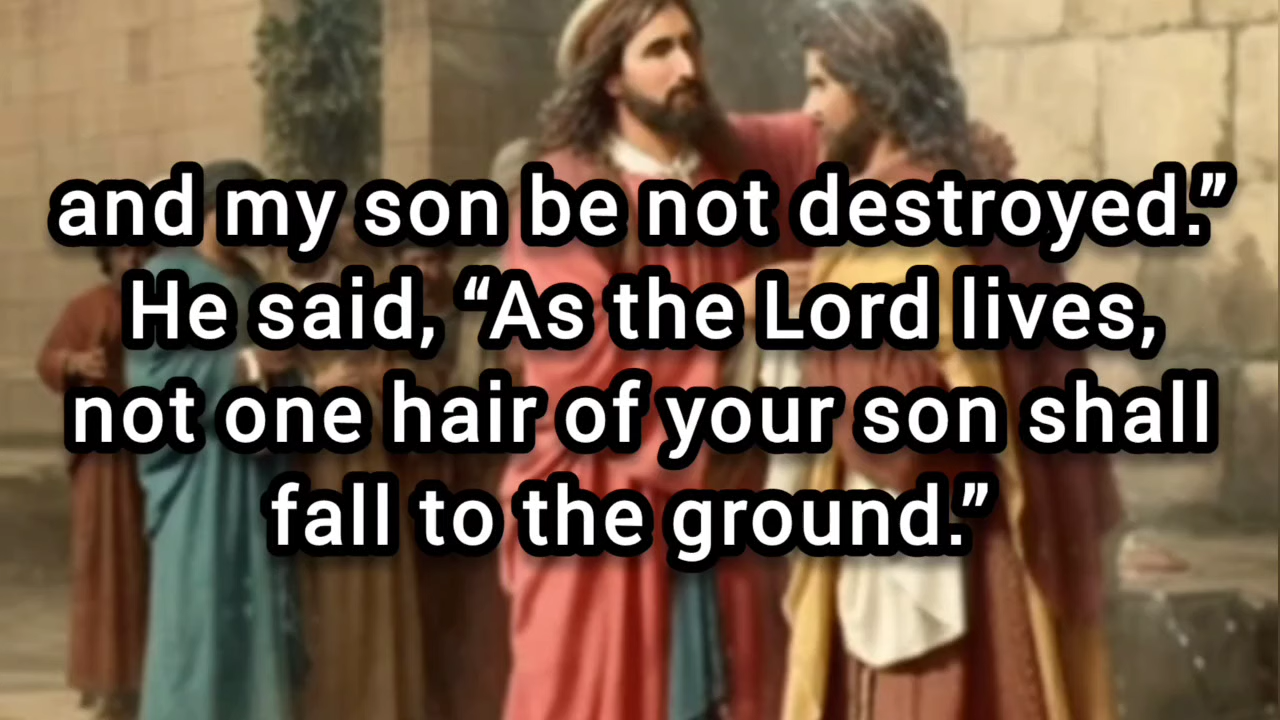 and my son be not destroyed.”
He said, “As the Lord lives,
not one hair of your son shall
fall to the ground.”